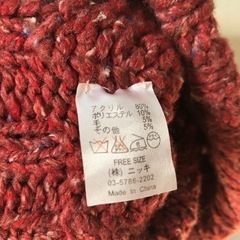 アクリル 80%
ポリエステル 10%
毛 5%
その他 5%
FREE SIZE
(株) ニッキ
03-5786-2202
Made in China